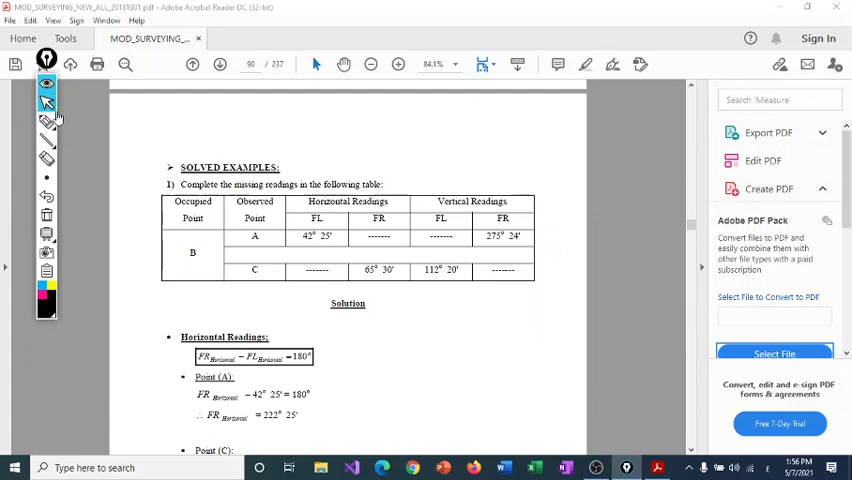 MOD_SURVEYING_NEW_ALL_20181001.pdf - Adobe Acrobat Reader DC (32-bit)
File Edit View Sign Window Help
Home Tools MOD_SURVEYING_... × Sign In
90 / 237 84.1%
Search 'Measure'
Export PDF
Edit PDF
Create PDF
Adobe PDF Pack
Convert files to PDF and
easily combine them
with other file types with a paid
subscription
Select File to Convert to PDF
Select File
Convert, edit and e-sign PDF
forms & agreements
Free 7-Day Trial
➤ SOLVED EXAMPLES:
1) Complete the missing readings in the following table:
Occupied Point Observed Point Horizontal Readings Vertical Readings
FL FR FL FR
A 42° 25' ------- ------- 275° 24'
B
C ------- 65° 30' 112° 20' -------
Solution
• Horizontal Readings:
FR Horizontal - FL Horizontal = 180°
▪ Point (A):
FR Horizontal - 42° 25' = 180°
∴ FR Horizontal = 222° 25'
▪ Point (C):
Type here to search
1:56 PM
5/7/2021